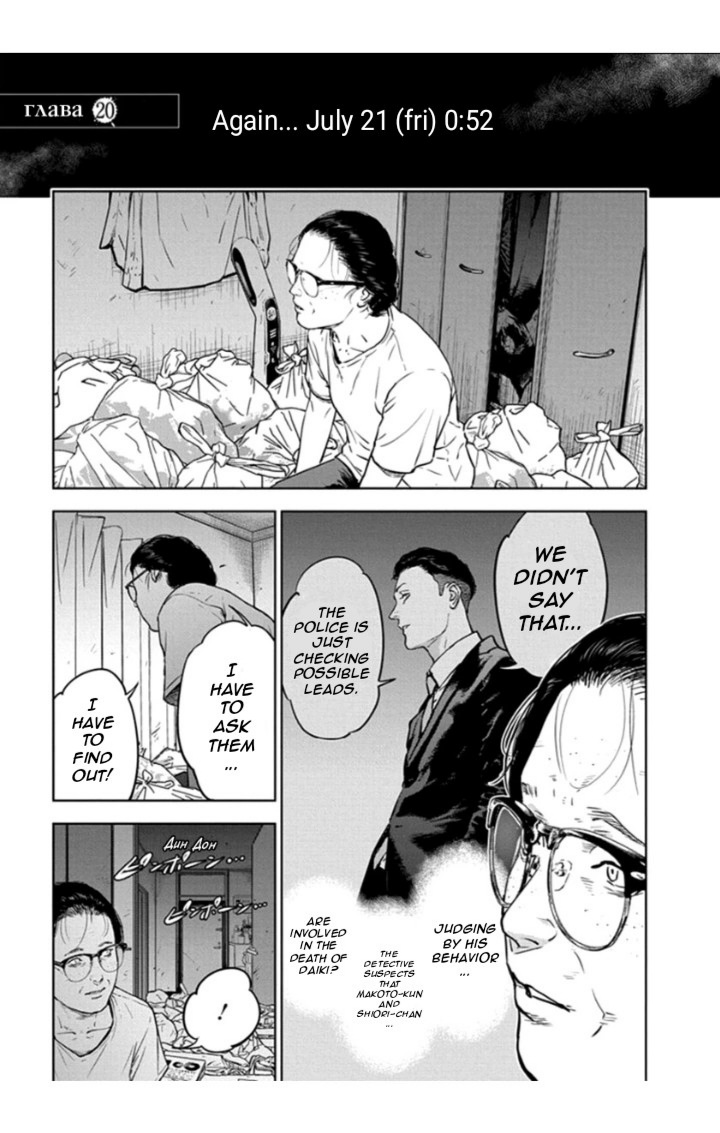 глава 20
Again... July 21 (fri) 0:52
WE
DIDN'T
SAY
THAT...
THE
POLICE IS
JUST
CHECKING
POSSIBLE
LEADS.
JUDGING
BY HIS
BEHAVIOR
...
THE
DETECTIVE
SUSPECTS
THAT
MAKOTO-KUN
AND
SHIORI-CHAN
...
ARE
INVOLVED
IN THE
DEATH OF
DAIKI?
I
HAVE
TO
ASK
THEM
...
I
HAVE
TO
FIND
OUT!
Дин Дон
ピンポーン...
ピンポーン...
!